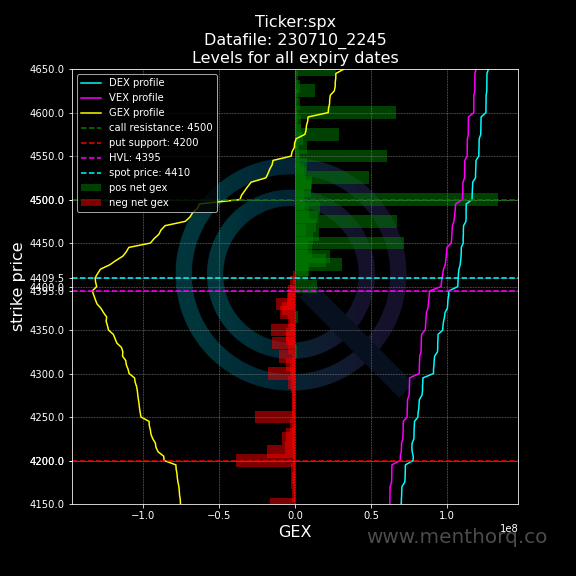 Ticker:spx
Datafile: 230710_2245
Levels for all expiry dates
DEX profile
VEX profile
GEX profile
call resistance: 4500
put support: 4200
HVL: 4395
spot price: 4410
pos net gex
neg net gex
strike price
4650.0
4600.0
4550.0
4500.0
4450.0
4409.5
4400.0
4395.0
4350.0
4300.0
4250.0
4200.0
4150.0
−1.0 −0.5 0.0 0.5 1.0
1e8
GEX
www.menthorq.co